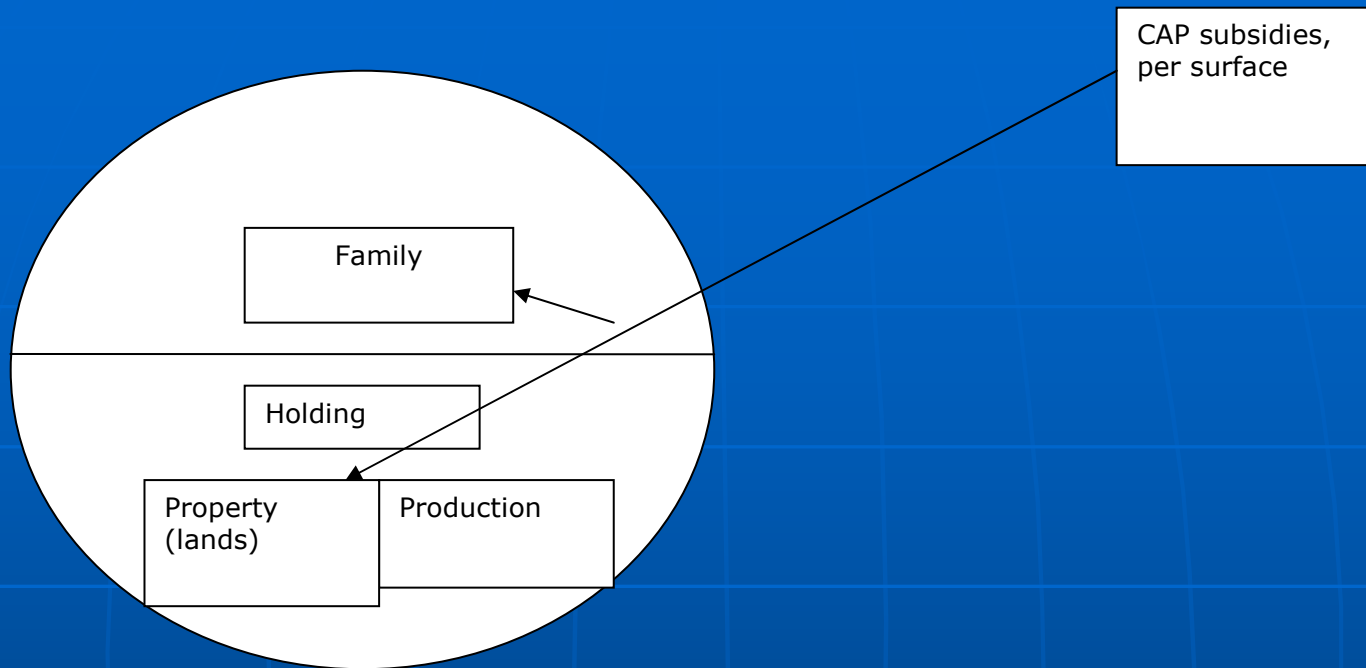 CAP subsidies,
per surface
Family
Holding
Property
(lands)
Production